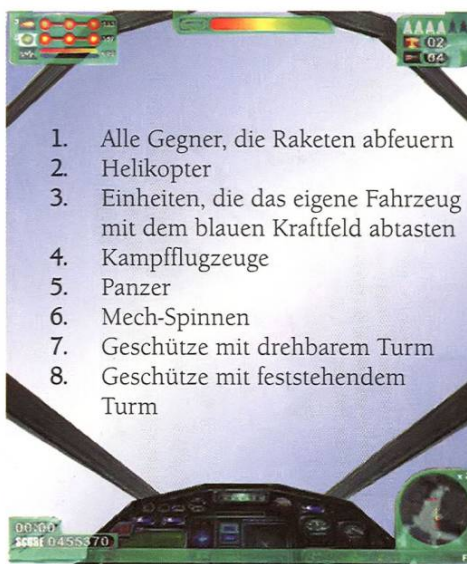 02
04
1. Alle Gegner, die Raketen abfeuern
2. Helikopter
3. Einheiten, die das eigene Fahrzeug
mit dem blauen Kraftfeld abtasten
4. Kampfflugzeuge
5. Panzer
6. Mech-Spinnen
7. Geschütze mit drehbarem Turm
8. Geschütze mit feststehendem
Turm
00:00
SCORE 0455370